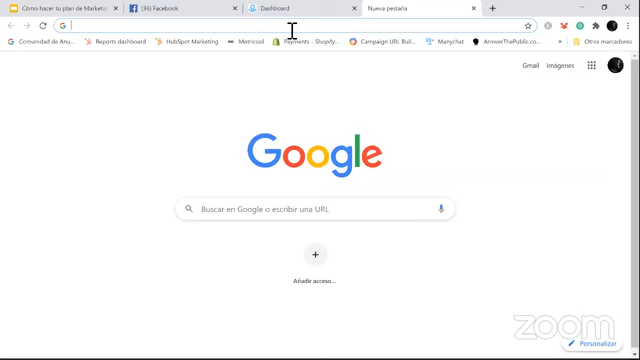 Cómo hacer tu plan de Marketin
(36) Facebook
Dashboard
Nueva pestaña
Comunidad de Anu...
Reports dashboard
HubSpot Marketing
Metricool
Payments - Shopify...
Campaign URL Buil...
Manychat
AnswerThePublic.co...
»
Otros marcadores
Gmail Imágenes
Google
Buscar en Google o escribir una URL
Añadir acceso...
zoom
Personalizar